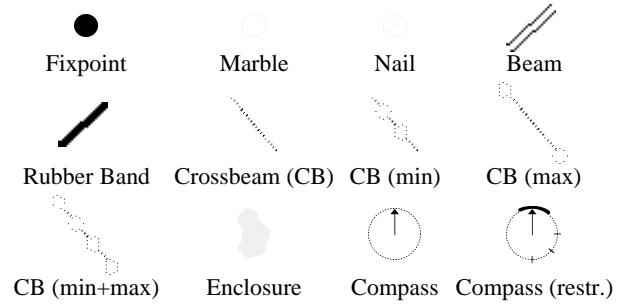 Fixpoint Marble Nail Beam
Rubber Band Crossbeam (CB) CB (min) CB (max)
CB (min+max) Enclosure Compass Compass (restr.)